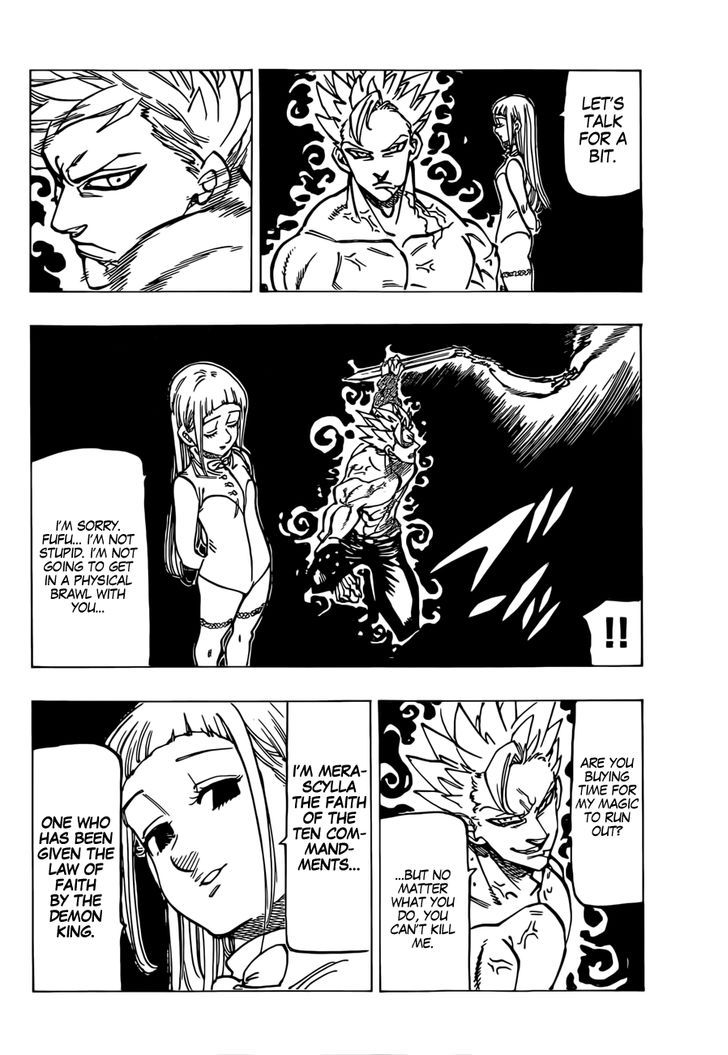 LET'S
TALK
FOR A
BIT.
!!
I'M SORRY.
FUFU... I'M NOT
STUPID. I'M NOT
GOING TO GET
IN A PHYSICAL
BRAWL WITH
YOU...
ARE YOU
BUYING
TIME FOR
MY MAGIC
TO RUN
OUT?
...BUT NO
MATTER
WHAT YOU
DO, YOU
CAN'T KILL
ME.
I'M MERA-
SCYLLA
THE FAITH
OF THE
TEN COM-
MAND-
MENTS...
ONE WHO
HAS BEEN
GIVEN THE
LAW OF
FAITH
BY THE
DEMON
KING.